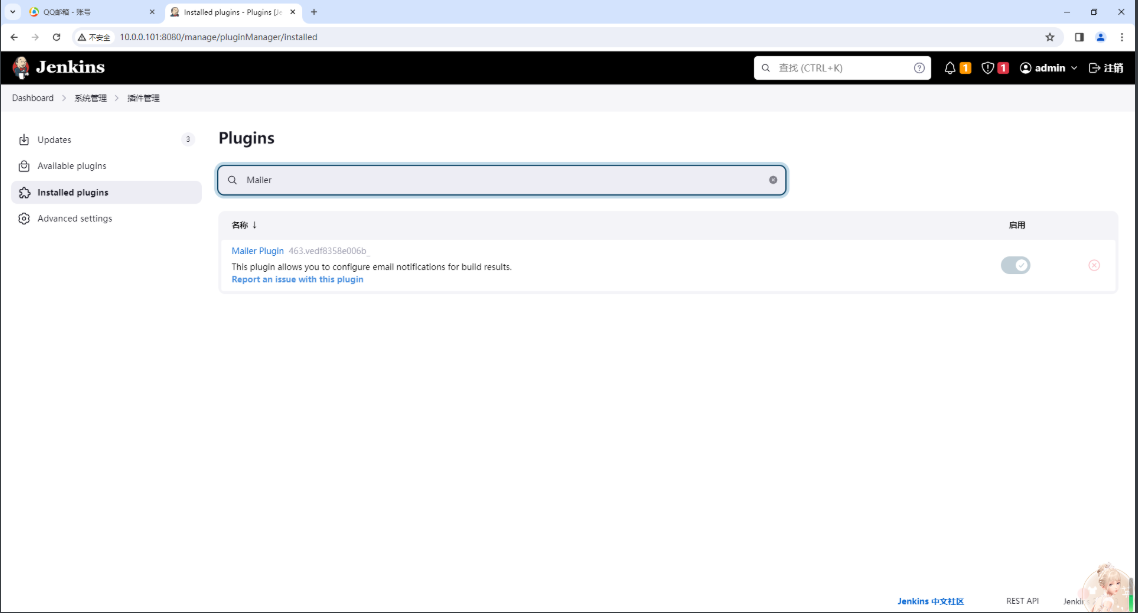 QQ邮箱 - 账号
Installed plugins - Plugins [Je
不安全
10.0.0.101:8080/manage/pluginManager/installed
Jenkins
查找 (CTRL+K)
1
1
admin
注销
Dashboard
系统管理
插件管理
Updates
3
Available plugins
Installed plugins
Advanced settings
Plugins
Mailer
名称 ↓
启用
Mailer Plugin 463.vedf8358e006b_
This plugin allows you to configure email notifications for build results.
Report an issue with this plugin
Jenkins 中文社区
REST API